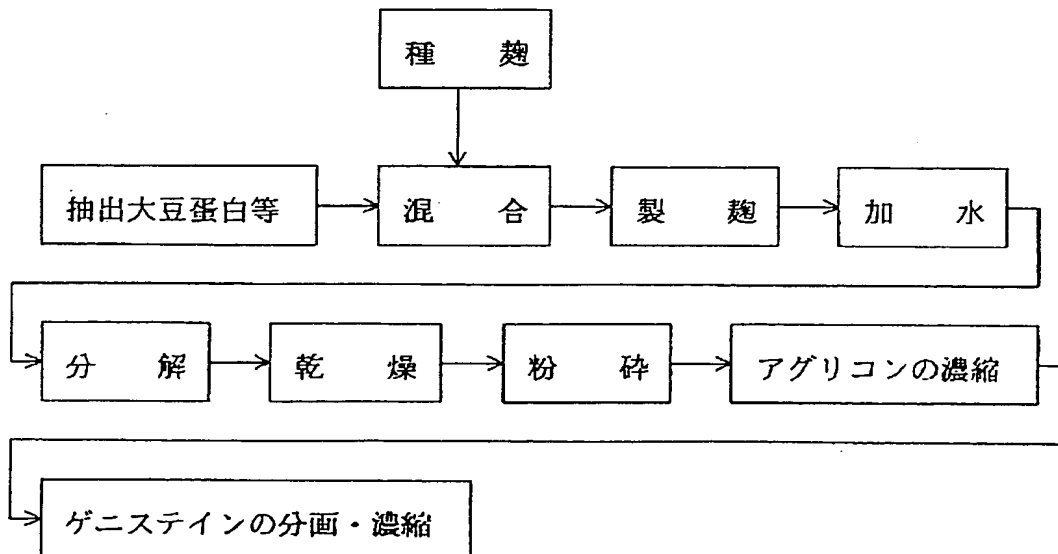 種 麹
抽出大豆蛋白等
混 合
製 麹
加 水
分 解
乾 燥
粉 砕
アグリコンの濃縮
ゲニステインの分画・濃縮